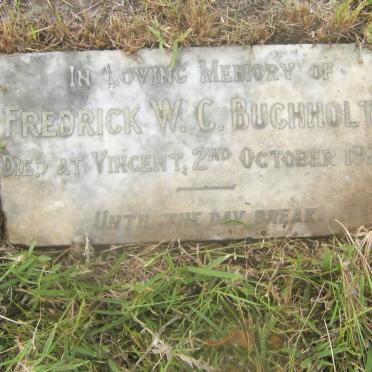 IN LOVING MEMORY OF
FREDRICK W. C. BUCHHOLT
DIED AT VINCENT, 2ND OCTOBER 19
UNTIL THE DAY BREAK.